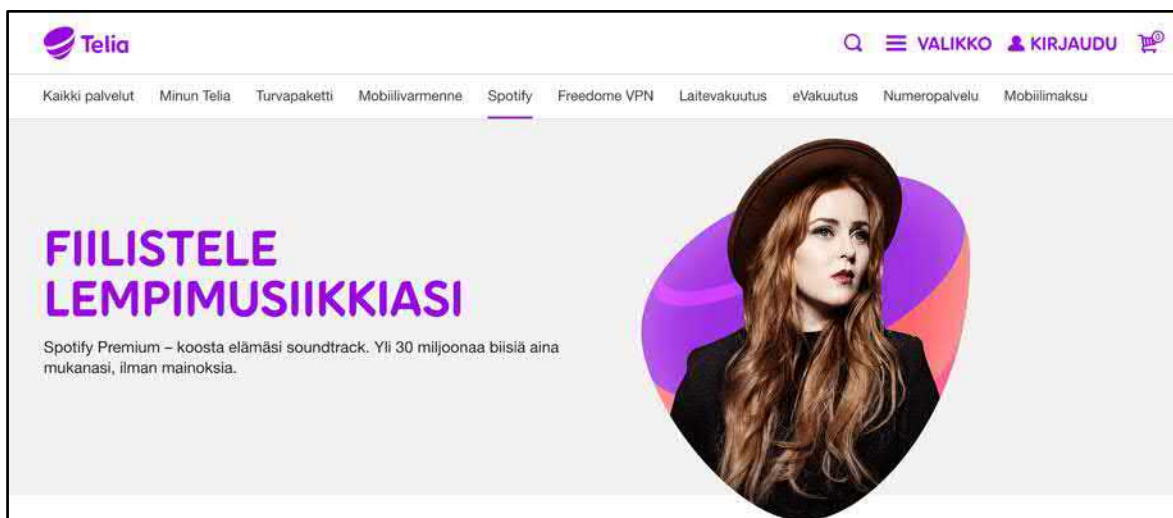 Telia
VALIKKO KIRJAUDU 0
Kaikki palvelut Minun Telia Turvapaketti Mobiilivarmenne Spotify Freedome VPN Laitevakuutus eVakuutus Numeropalvelu Mobiilimaksu
FIILISTELE
LEMPIMUSIIKKIASI
Spotify Premium – koosta elämäsi soundtrack. Yli 30 miljoonaa biisiä aina
mukanasi, ilman mainoksia.